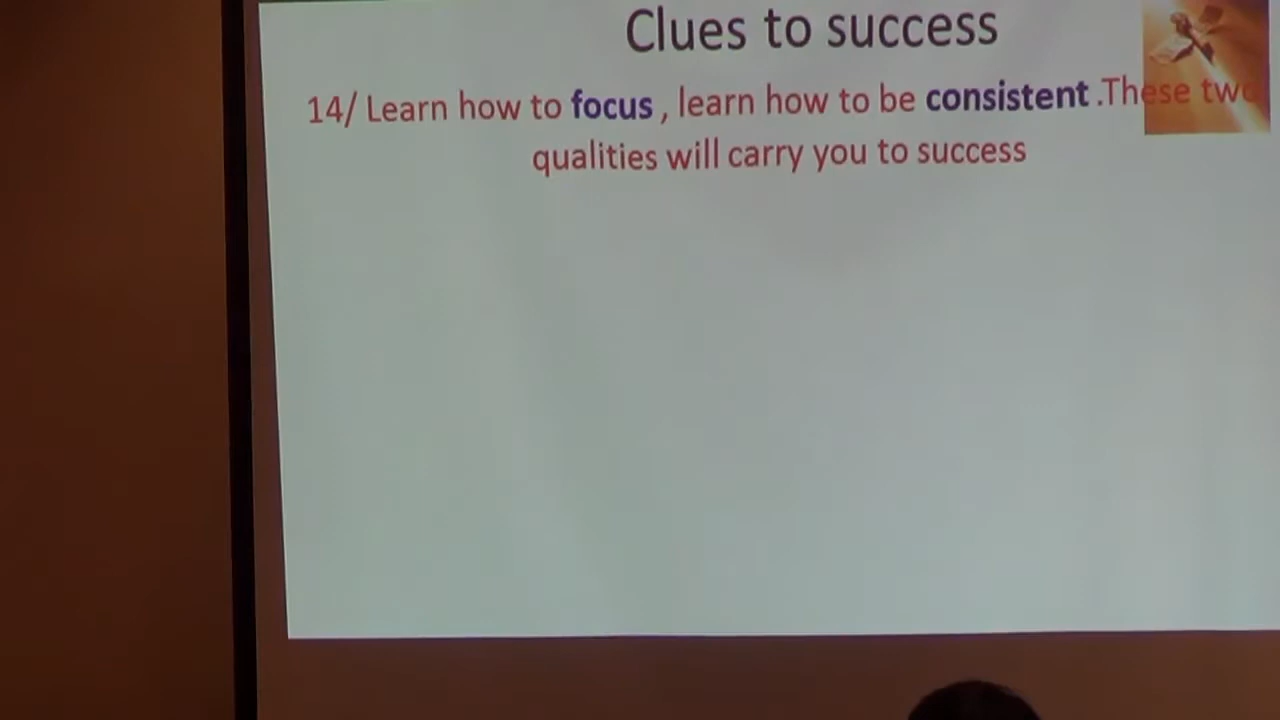 Clues to success
14/ Learn how to focus , learn how to be consistent .These two
qualities will carry you to success